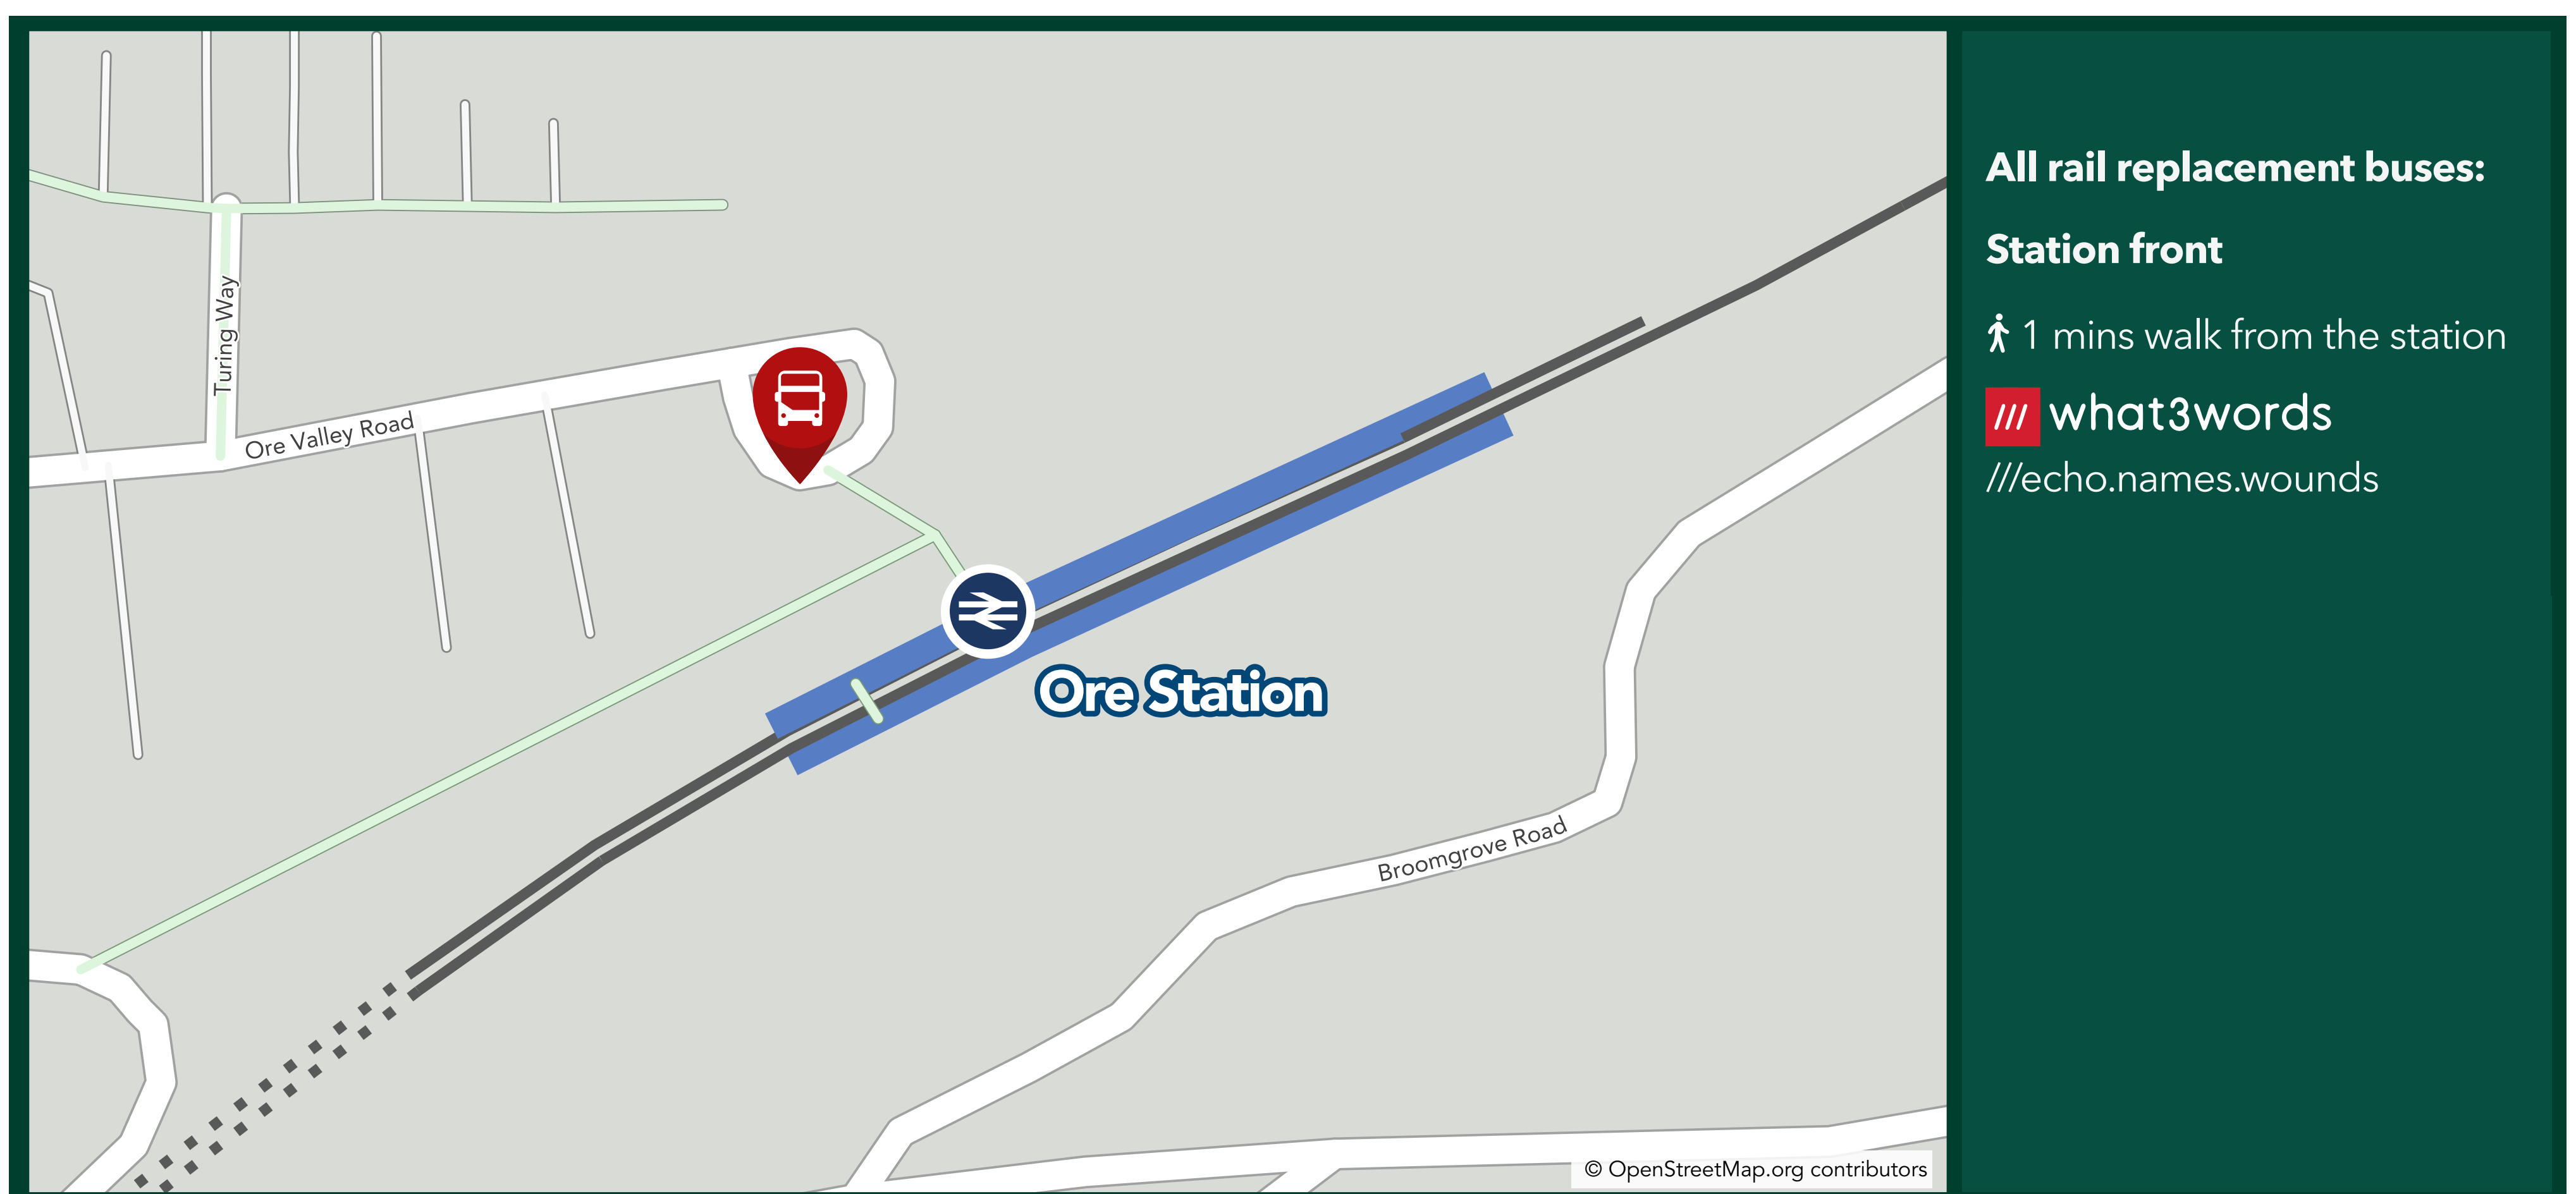 All rail replacement buses:
Station front
1 mins walk from the station
what3words
///echo.names.wounds
Turing Way
Ore Valley Road
Ore Station
Broomgrove Road
© OpenStreetMap.org contributors